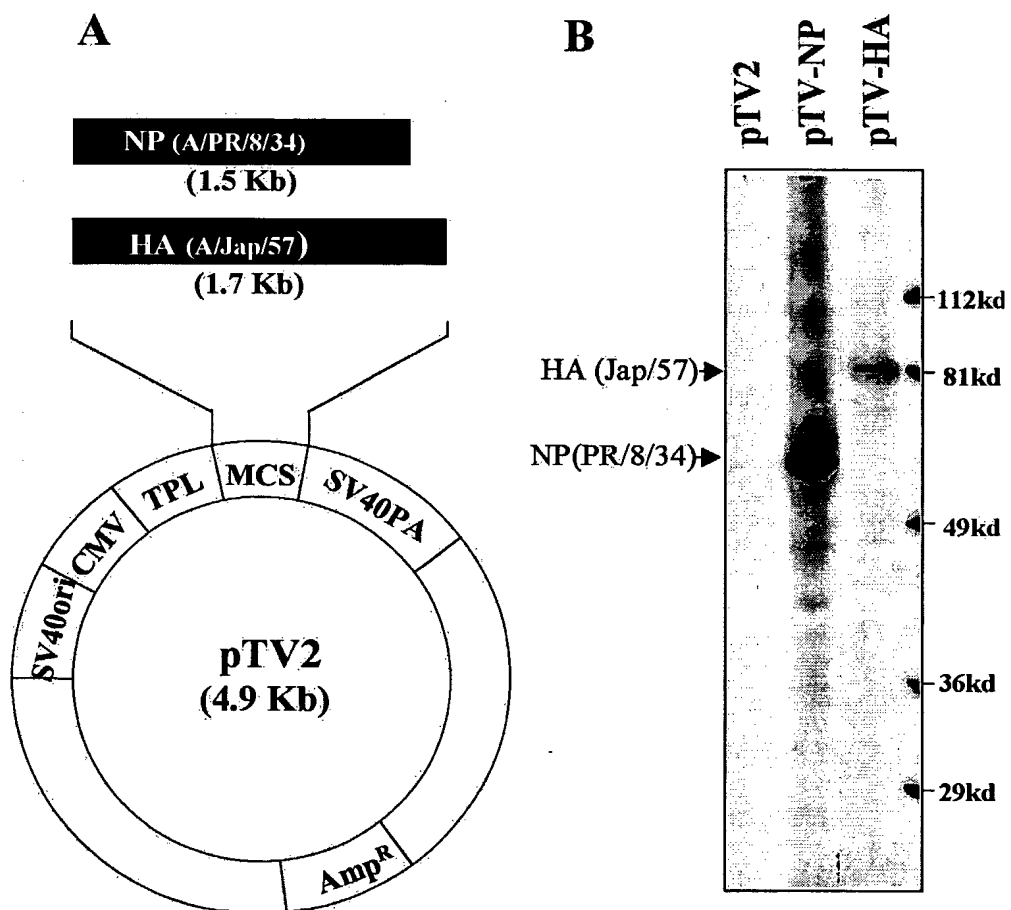 A
NP (A/PR/8/34)
(1.5 Kb)
HA (A/Jap/57)
(1.7 Kb)
MCS
TPL
SV40PA
CMV
SV40ori
pTV2
(4.9 Kb)
Amp^R
B
pTV2
pTV-NP
pTV-HA
HA (Jap/57)
NP(PR/8/34)
112kd
81kd
49kd
36kd
29kd